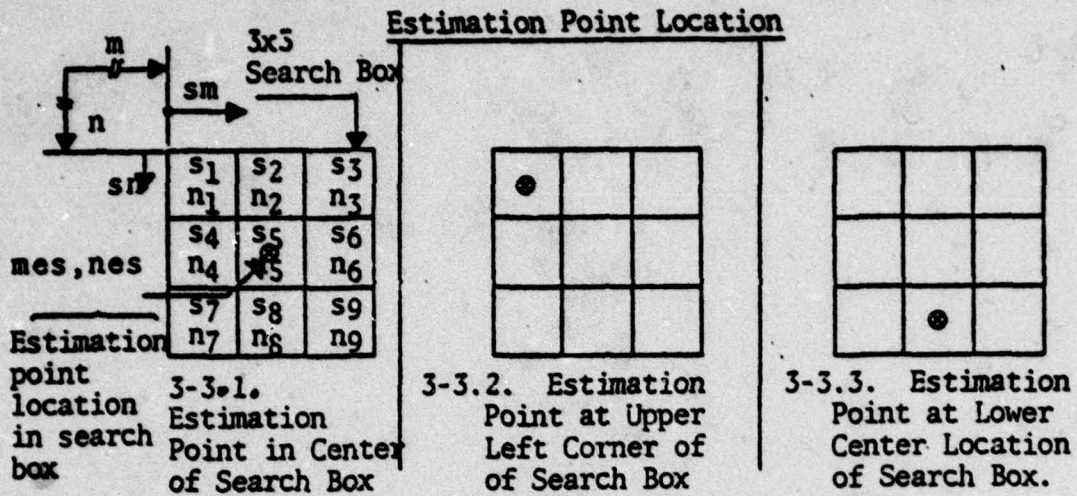 Estimation Point Location
m
3x3
Search Box
sm
n
sn
s1 s2 s3
n1 n2 n3
s4 s5 s6
n4 n5 n6
mes,nes
s7 s8 s9
n7 n8 n9
Estimation
point
location
in search
box
3-3.1.
Estimation
Point in Center
of Search Box
3-3.2. Estimation
Point at Upper
Left Corner of
of Search Box
3-3.3. Estimation
Point at Lower
Center Location
of Search Box.